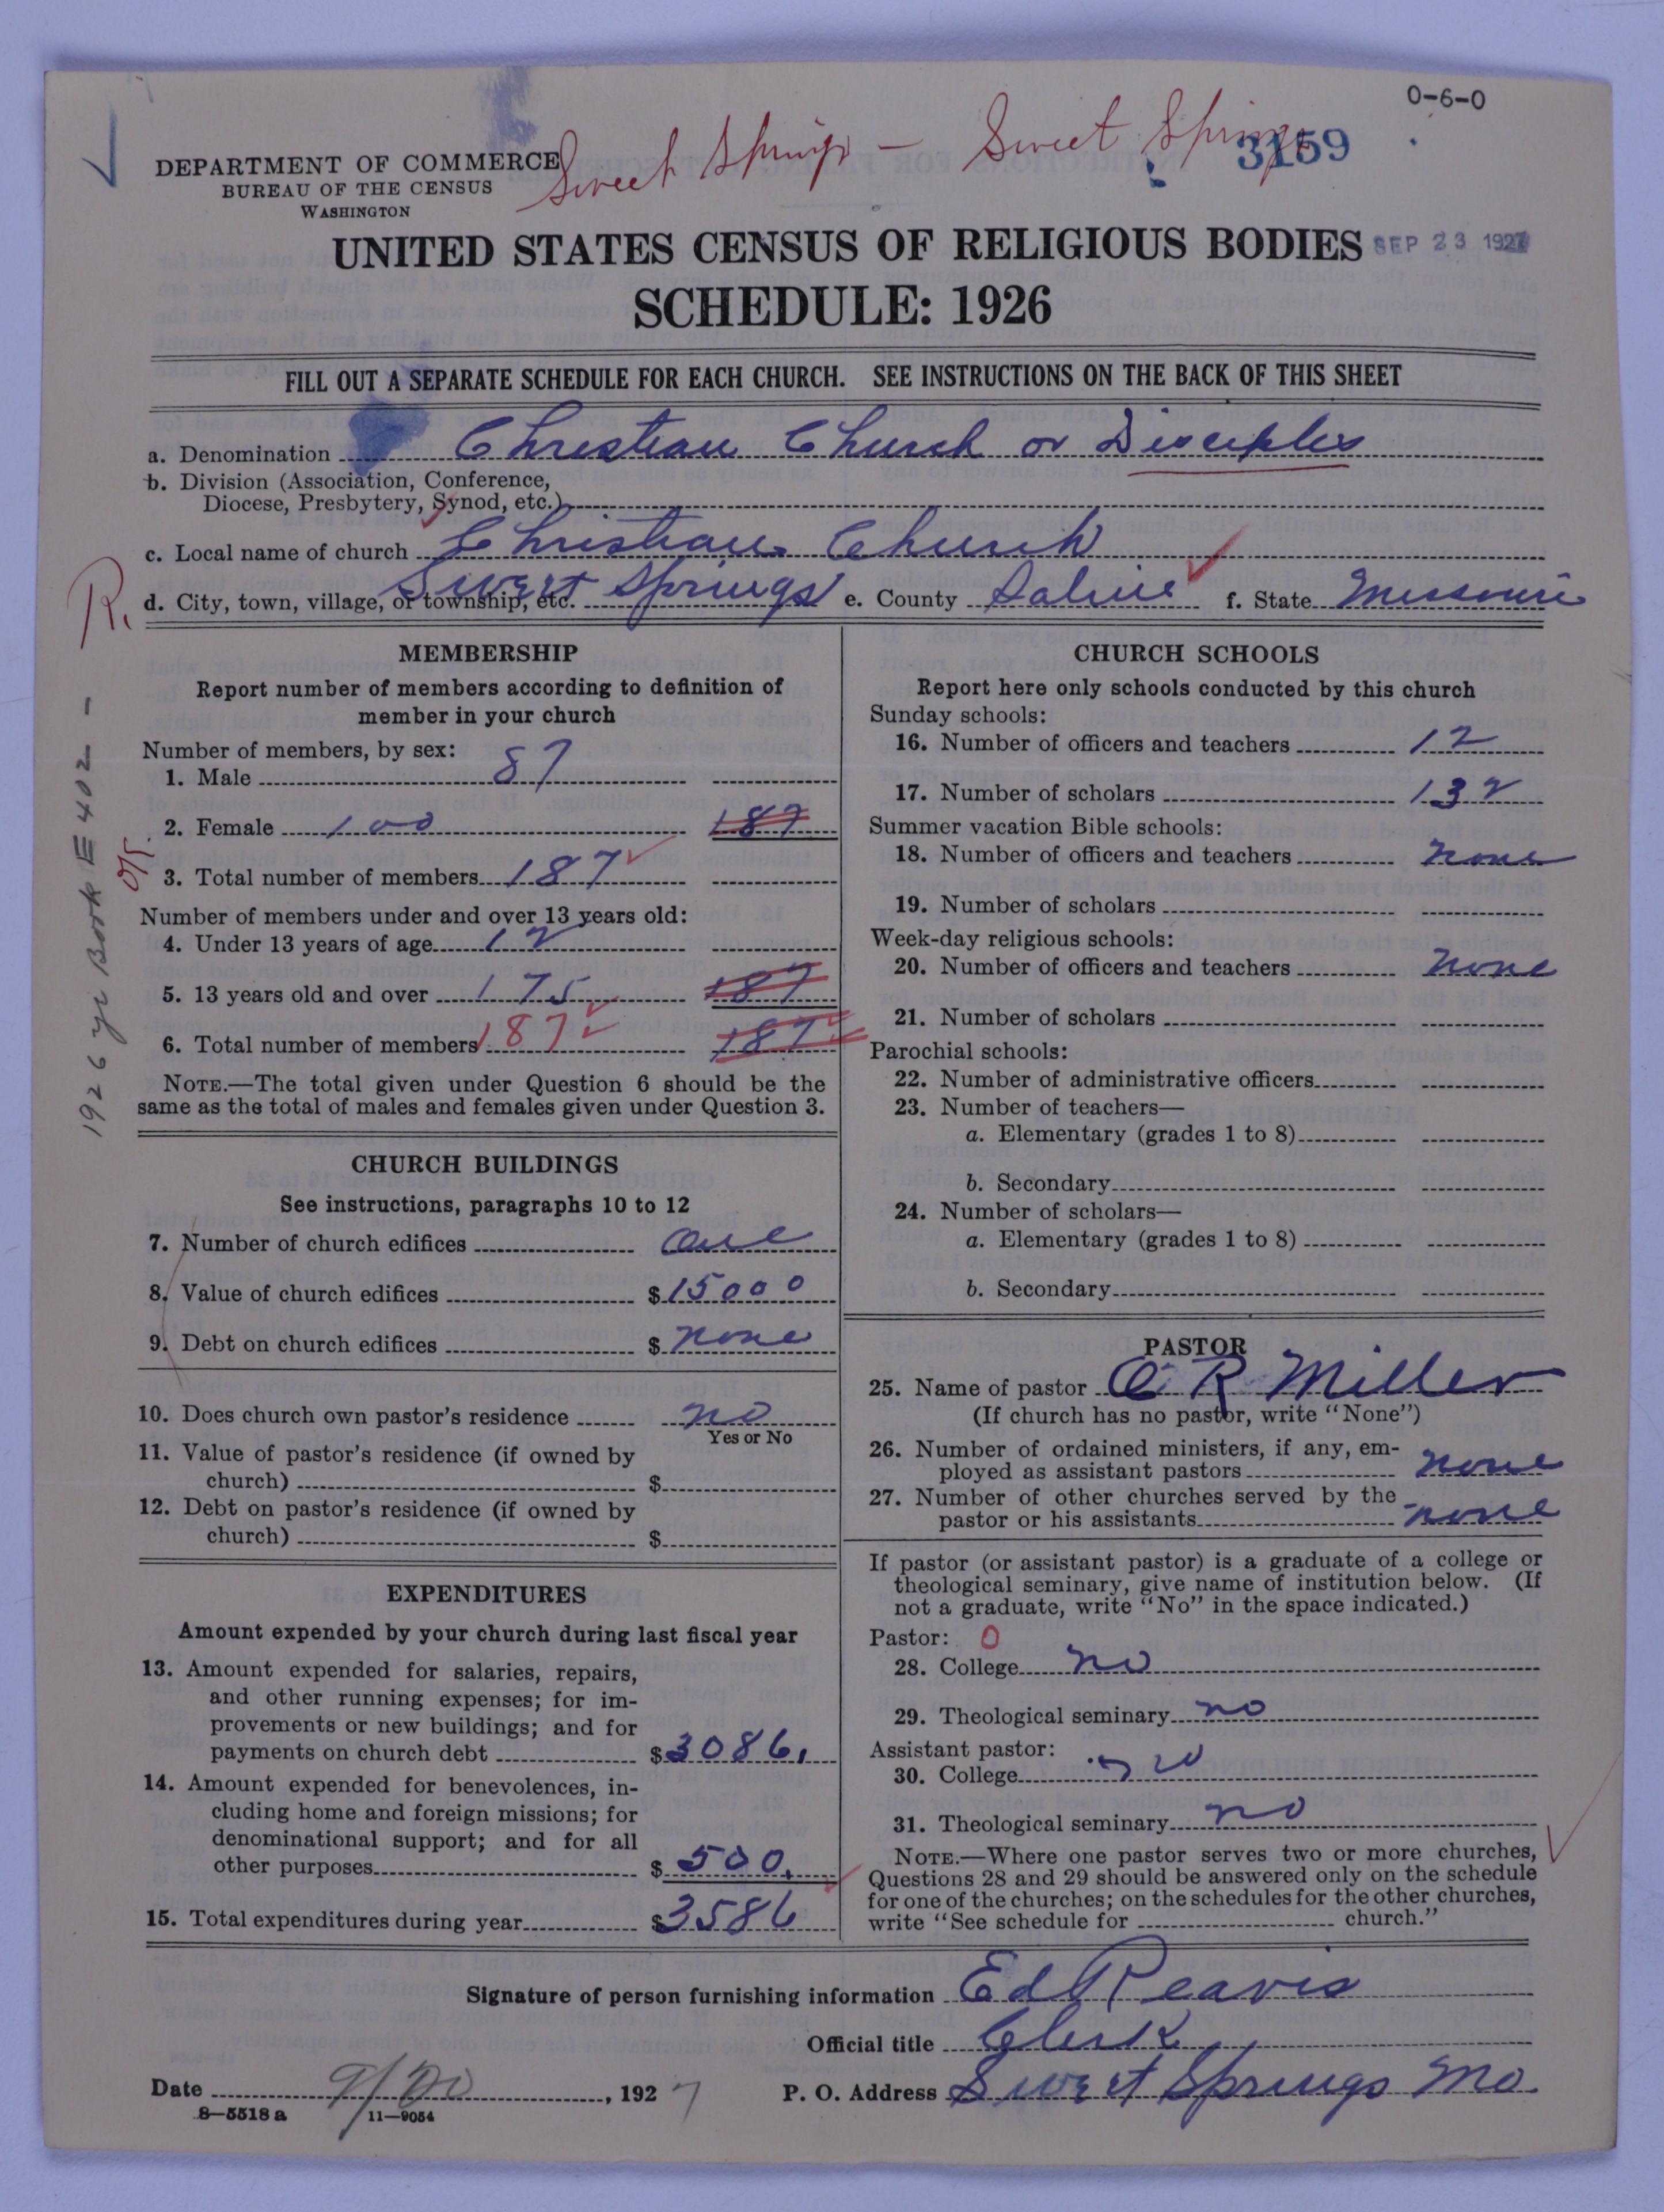 0-6-0
Sweet Springs — Sweet Springs
3159
DEPARTMENT OF COMMERCE
BUREAU OF THE CENSUS
WASHINGTON
UNITED STATES CENSUS OF RELIGIOUS BODIES
SEP 23 1927
SCHEDULE: 1926
FILL OUT A SEPARATE SCHEDULE FOR EACH CHURCH. SEE INSTRUCTIONS ON THE BACK OF THIS SHEET
a. Denomination Christian Church or Disciples
b. Division (Association, Conference,
Diocese, Presbytery, Synod, etc.)
c. Local name of church Christian Church
d. City, town, village, or township, etc. Sweet Springs e. County Saline f. State Missouri
R.
1926 yr Book E 402 —
MEMBERSHIP
Report number of members according to definition of
member in your church
Number of members, by sex:
1. Male 87
2. Female 100 187
3. Total number of members 187
Number of members under and over 13 years old:
4. Under 13 years of age 12
5. 13 years old and over 175 187
6. Total number of members 187 187
NOTE.—The total given under Question 6 should be the
same as the total of males and females given under Question 3.
CHURCH BUILDINGS
See instructions, paragraphs 10 to 12
7. Number of church edifices one
8. Value of church edifices $15000
9. Debt on church edifices $ none
10. Does church own pastor's residence no
Yes or No
11. Value of pastor's residence (if owned by
church) $
12. Debt on pastor's residence (if owned by
church) $
EXPENDITURES
Amount expended by your church during last fiscal year
13. Amount expended for salaries, repairs,
and other running expenses; for im-
provements or new buildings; and for
payments on church debt $3086.
14. Amount expended for benevolences, in-
cluding home and foreign missions; for
denominational support; and for all
other purposes $ 500.
15. Total expenditures during year $3586
CHURCH SCHOOLS
Report here only schools conducted by this church
Sunday schools:
16. Number of officers and teachers 12
17. Number of scholars 132
Summer vacation Bible schools:
18. Number of officers and teachers none
19. Number of scholars
Week-day religious schools:
20. Number of officers and teachers none
21. Number of scholars
Parochial schools:
22. Number of administrative officers
23. Number of teachers—
a. Elementary (grades 1 to 8)
b. Secondary
24. Number of scholars—
a. Elementary (grades 1 to 8)
b. Secondary
PASTOR
25. Name of pastor C R Miller
(If church has no pastor, write "None")
26. Number of ordained ministers, if any, em-
ployed as assistant pastors none
27. Number of other churches served by the
pastor or his assistants none
If pastor (or assistant pastor) is a graduate of a college or
theological seminary, give name of institution below. (If
not a graduate, write "No" in the space indicated.)
Pastor: 0
28. College no
29. Theological seminary no
Assistant pastor:
30. College no
31. Theological seminary no
NOTE.—Where one pastor serves two or more churches,
Questions 28 and 29 should be answered only on the schedule
for one of the churches; on the schedules for the other churches,
write "See schedule for church."
Signature of person furnishing information Ed Reavis
Official title Clerk
Date 9/20, 1927 P. O. Address Sweet Springs Mo.
8—5518 a 11—9054